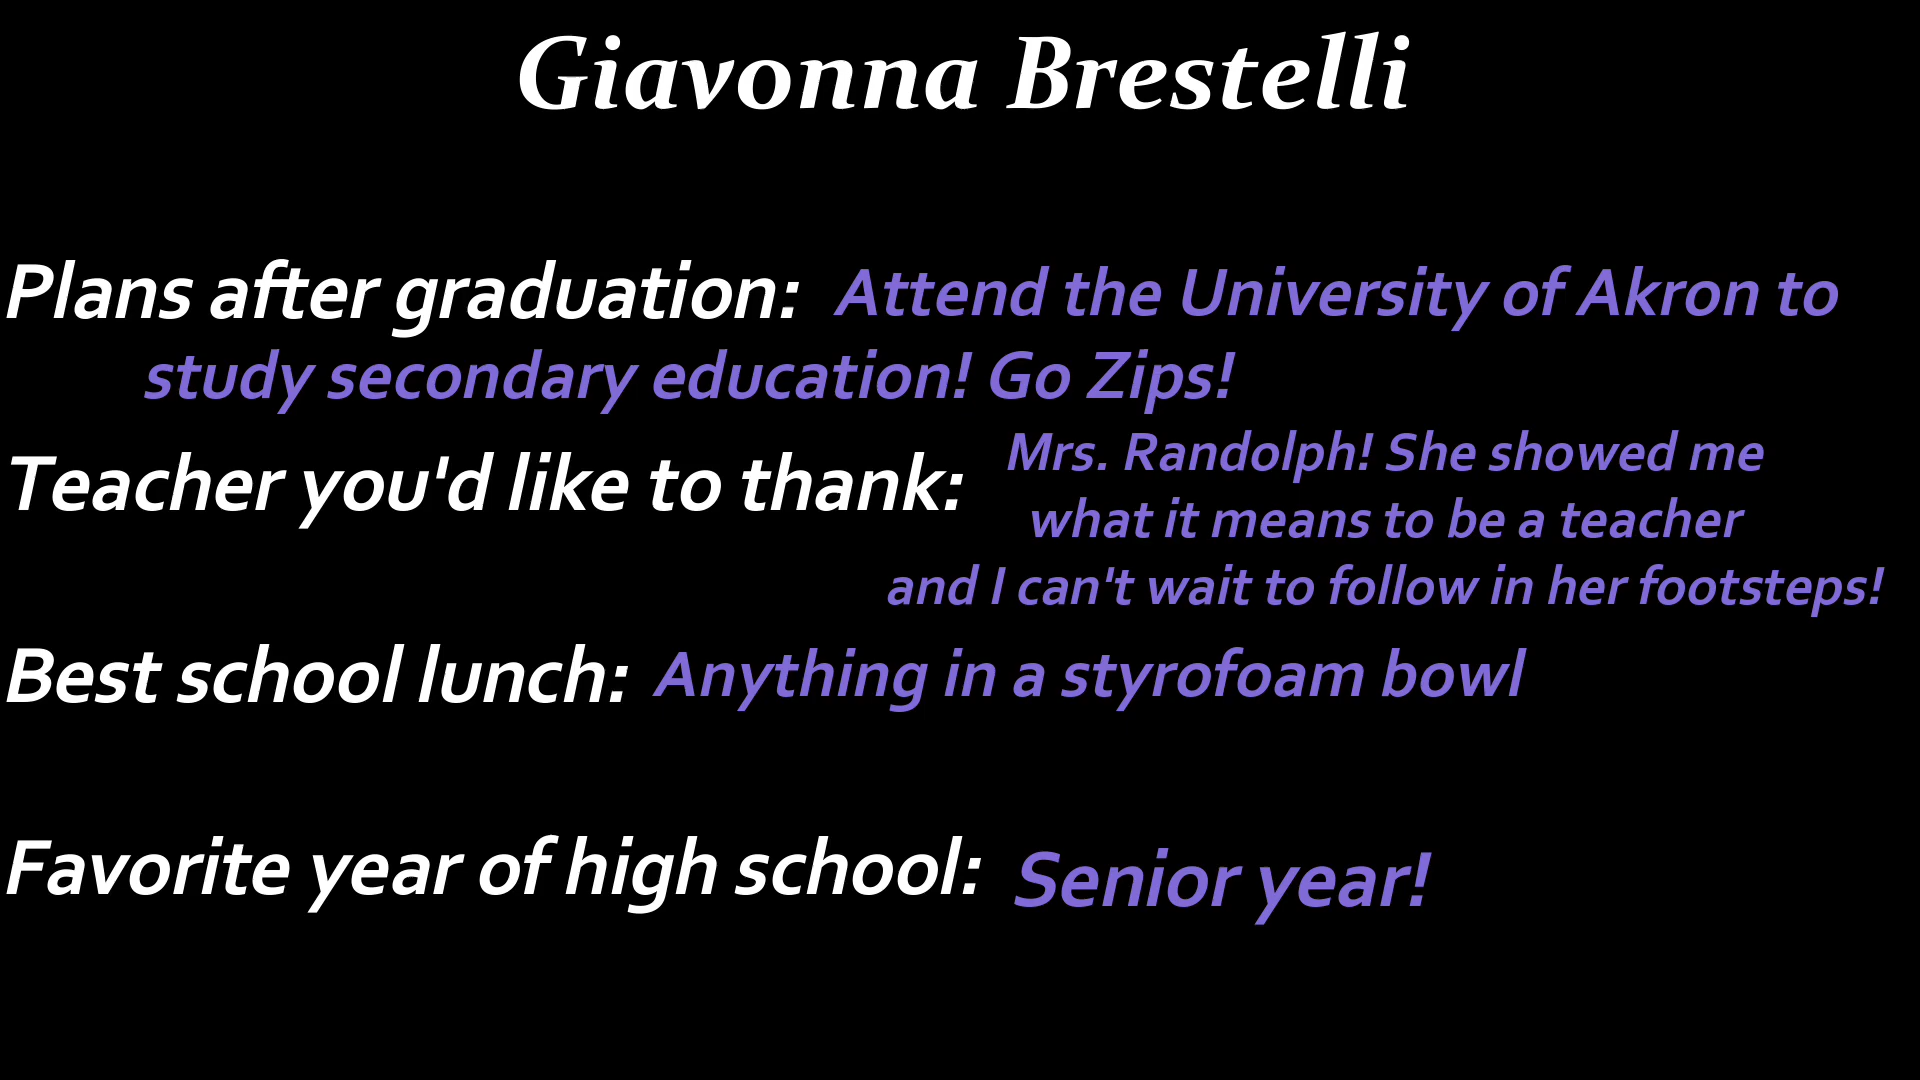 Giavonna Brestelli
Plans after graduation: Attend the University of Akron to
study secondary education! Go Zips!
Teacher you'd like to thank: Mrs. Randolph! She showed me
what it means to be a teacher
and I can't wait to follow in her footsteps!
Best school lunch: Anything in a styrofoam bowl
Favorite year of high school: Senior year!